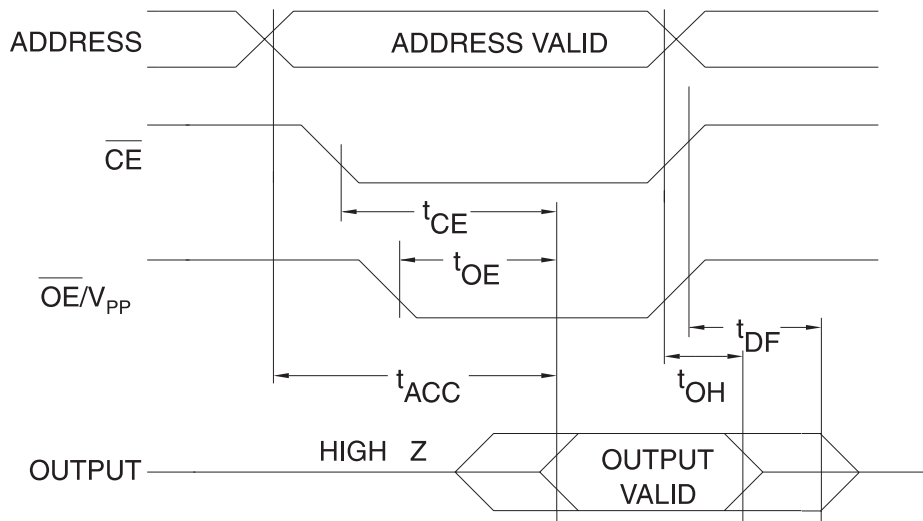 ADDRESS
ADDRESS VALID
CE
tCE
tOE
OE/VPP
tDF
tACC
tOH
HIGH Z
OUTPUT
OUTPUT
VALID